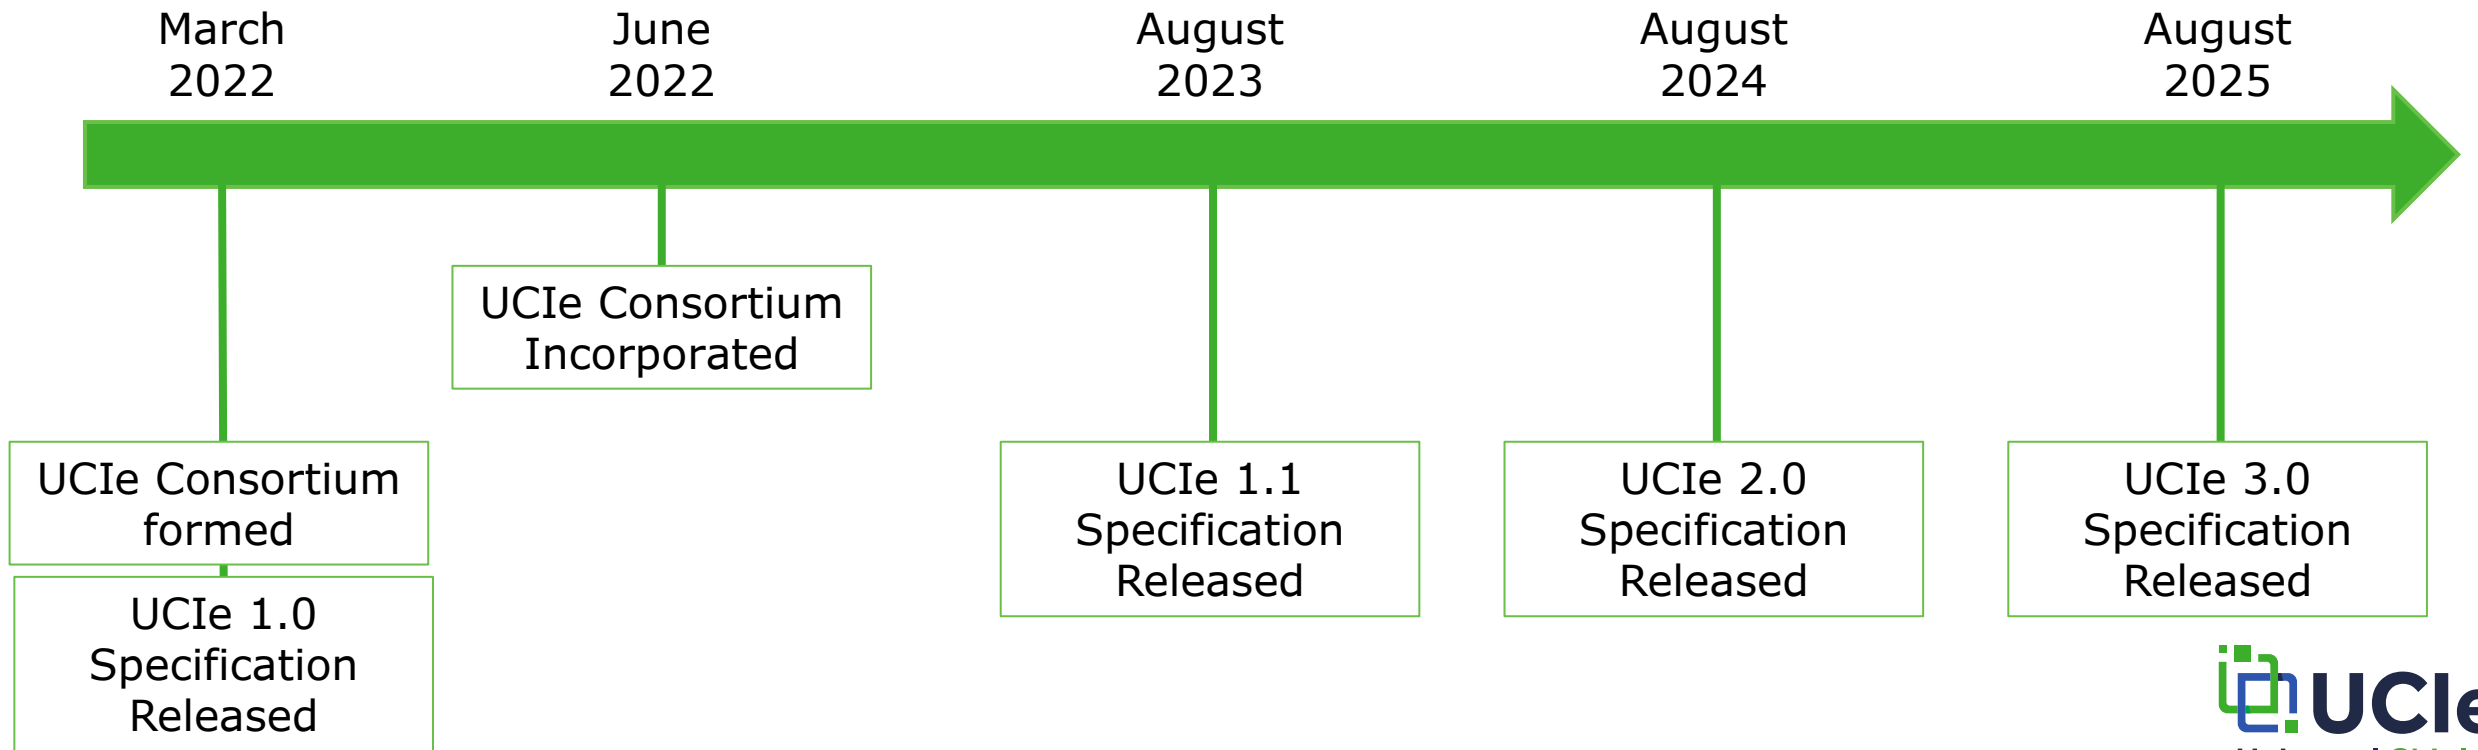 March
2022
June
2022
August
2023
August
2024
August
2025
UCIe Consortium
Incorporated
UCIe Consortium
formed
UCIe 1.0
Specification
Released
UCIe 1.1
Specification
Released
UCIe 2.0
Specification
Released
UCIe 3.0
Specification
Released
UCIe